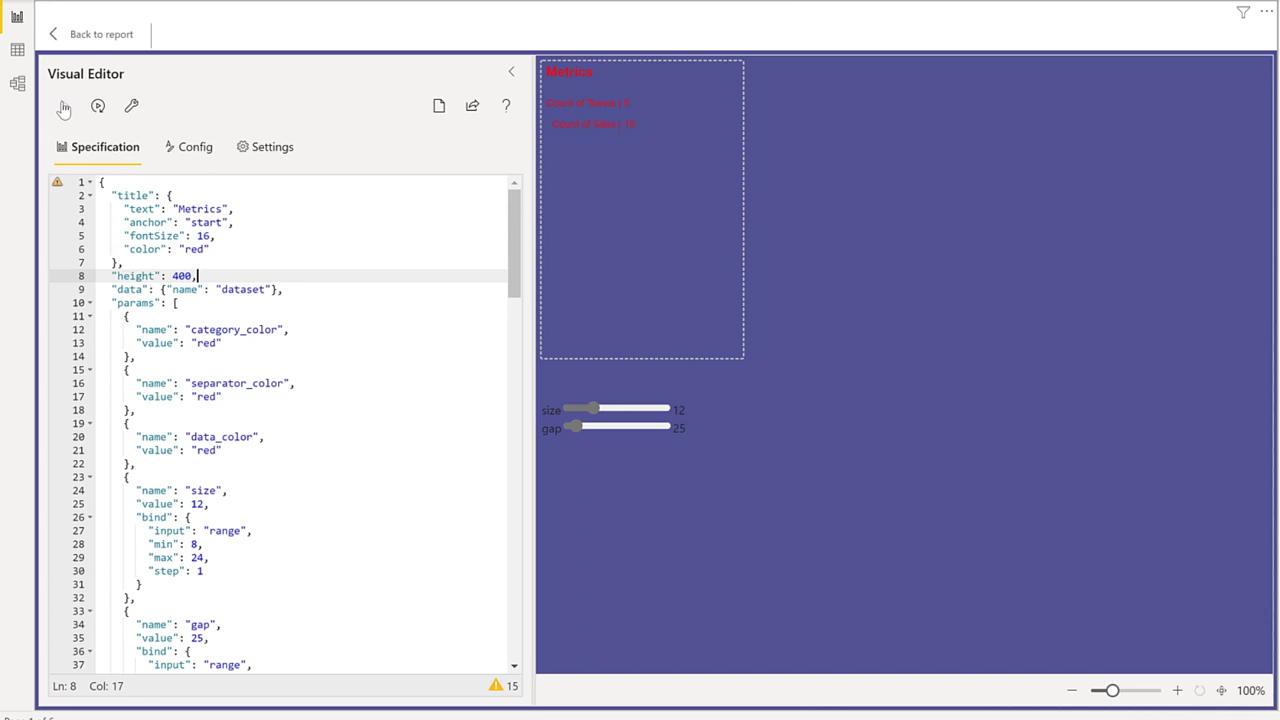 Back to report
Visual Editor
Specification
Config
Settings
1 {
2 "title": {
3 "text": "Metrics",
4 "anchor": "start",
5 "fontSize": 16,
6 "color": "red"
7 },
8 "height": 400,
9 "data": {"name": "dataset"},
10 "params": [
11 {
12 "name": "category_color",
13 "value": "red"
14 },
15 {
16 "name": "separator_color",
17 "value": "red"
18 },
19 {
20 "name": "data_color",
21 "value": "red"
22 },
23 {
24 "name": "size",
25 "value": 12,
26 "bind": {
27 "input": "range",
28 "min": 8,
29 "max": 24,
30 "step": 1
31 }
32 },
33 {
34 "name": "gap",
35 "value": 25,
36 "bind": {
37 "input": "range",
Ln: 8 Col: 17
15
Metrics
Count of
Count of
size 12
gap 25
100%